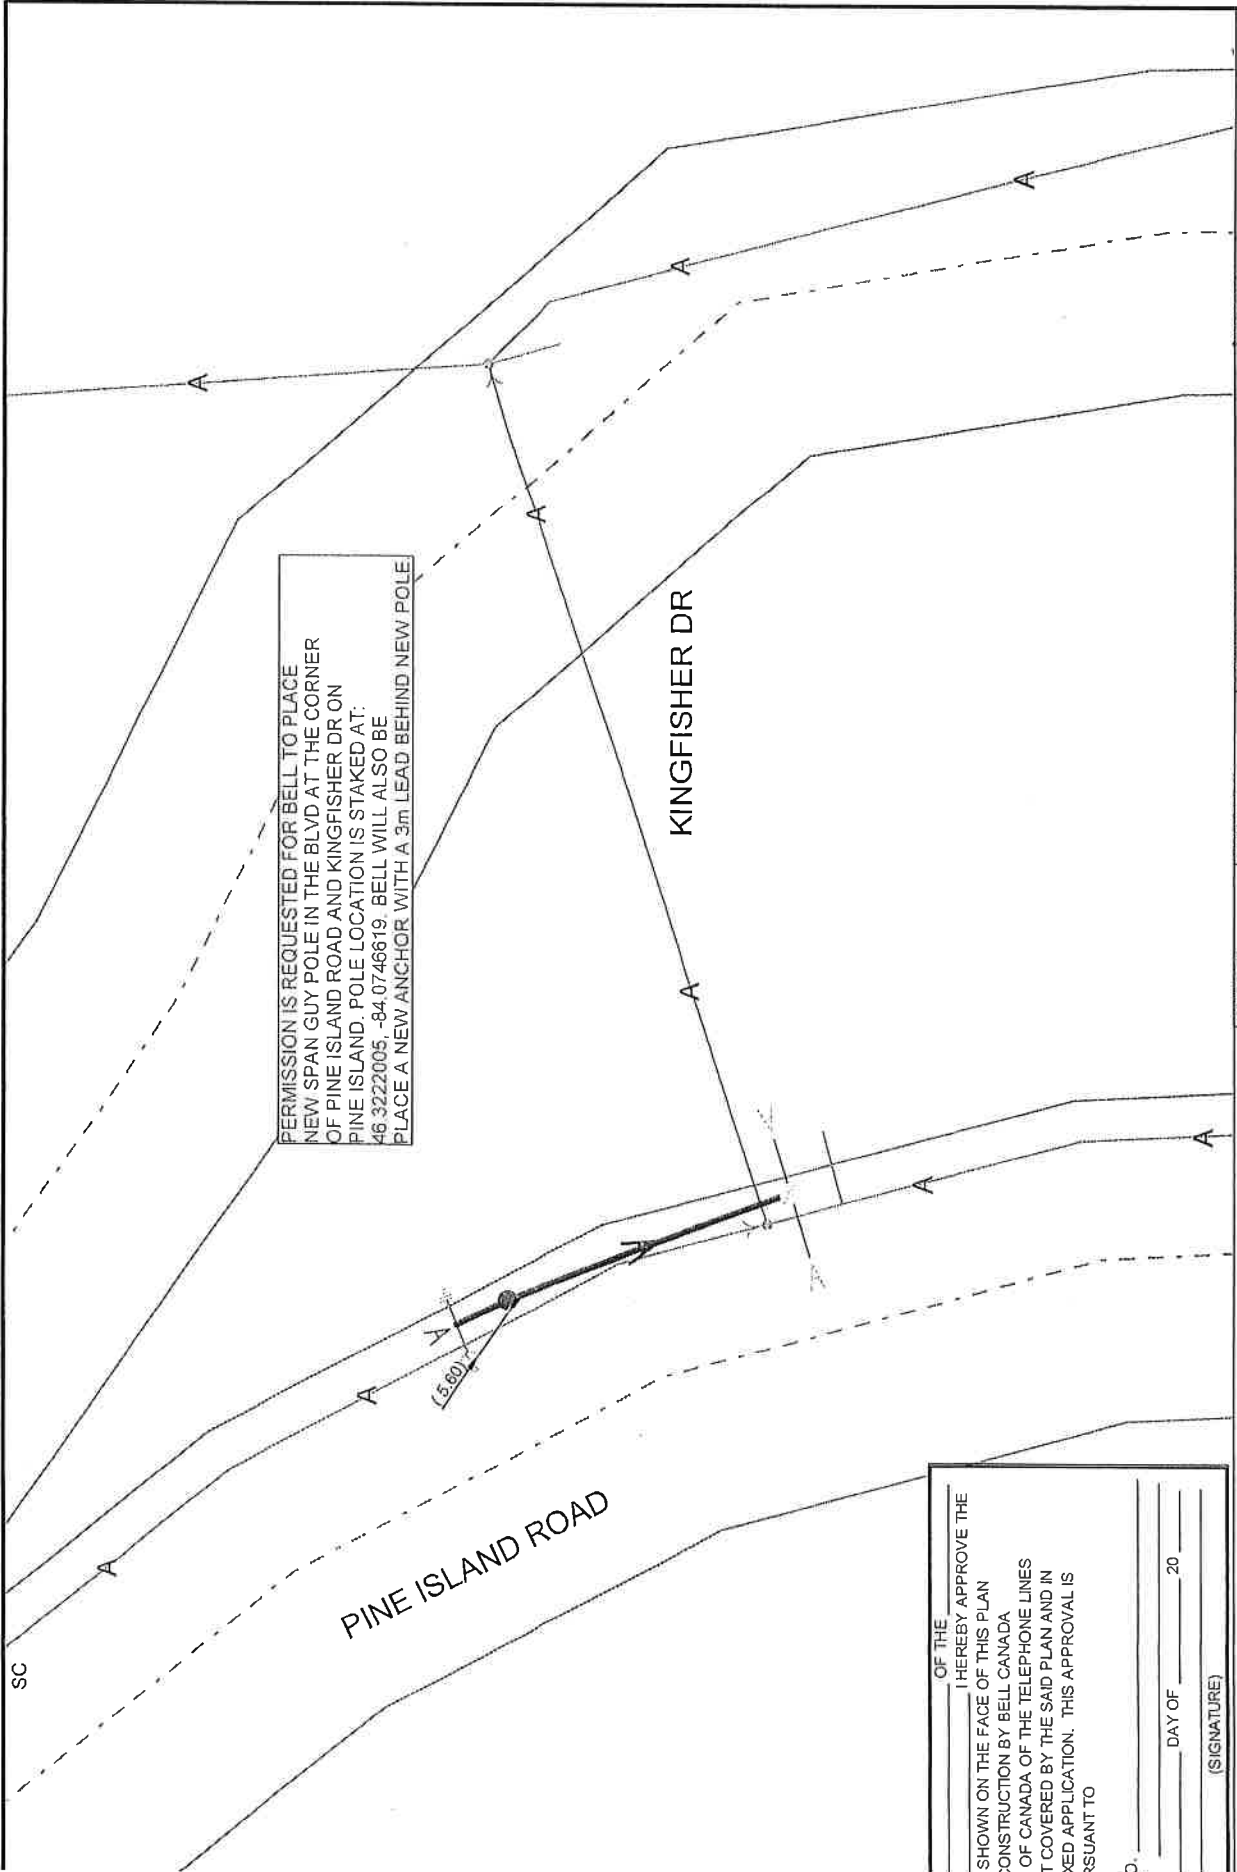 SC
PERMISSION IS REQUESTED FOR BELL TO PLACE
NEW SPAN GUY POLE IN THE BLVD AT THE CORNER
OF PINE ISLAND ROAD AND KINGFISHER DR ON
PINE ISLAND. POLE LOCATION IS STAKED AT:
46.3222005, -84.0746619. BELL WILL ALSO BE
PLACE A NEW ANCHOR WITH A 3m LEAD BEHIND NEW POLE.
A
A
A
A
A
A
A
A
A
A
A
A
(5.60)
KINGFISHER DR
PINE ISLAND ROAD
OF THE
I HEREBY APPROVE THE
SHOWN ON THE FACE OF THIS PLAN
CONSTRUCTION BY BELL CANADA
OF CANADA OF THE TELEPHONE LINES
COVERED BY THE SAID PLAN AND IN
APPLICATION. THIS APPROVAL IS
TO
DAY OF 20
(SIGNATURE)